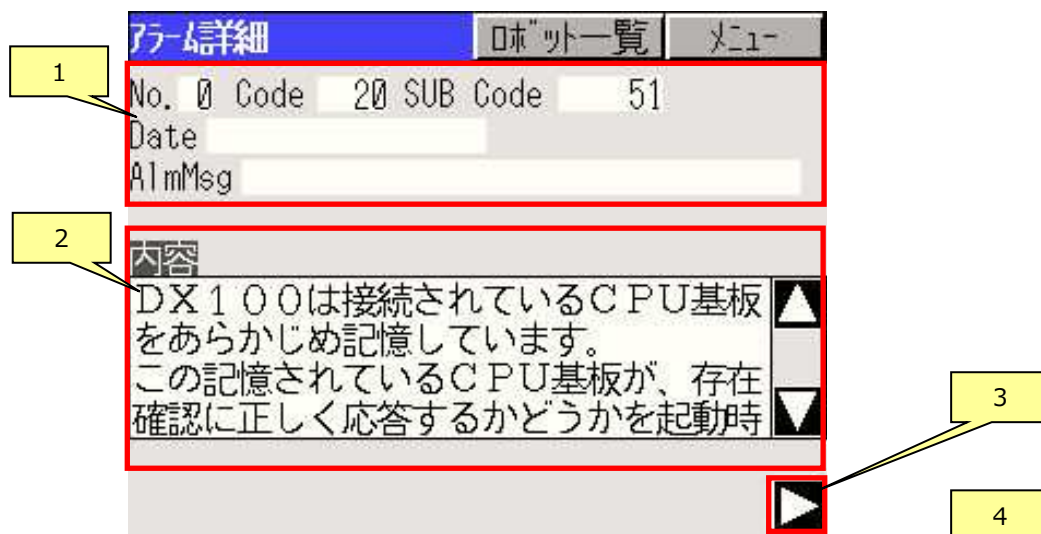 ｱﾗｰﾑ詳細 ﾛﾎﾞｯﾄ一覧 ﾒﾆｭｰ
1
No. 0 Code 20 SUB Code 51
Date
AlmMsg
2
内容
ＤＸ１００は接続されているＣＰＵ基板
をあらかじめ記憶しています。
この記憶されているＣＰＵ基板が、存在
確認に正しく応答するかどうかを起動時
3
4